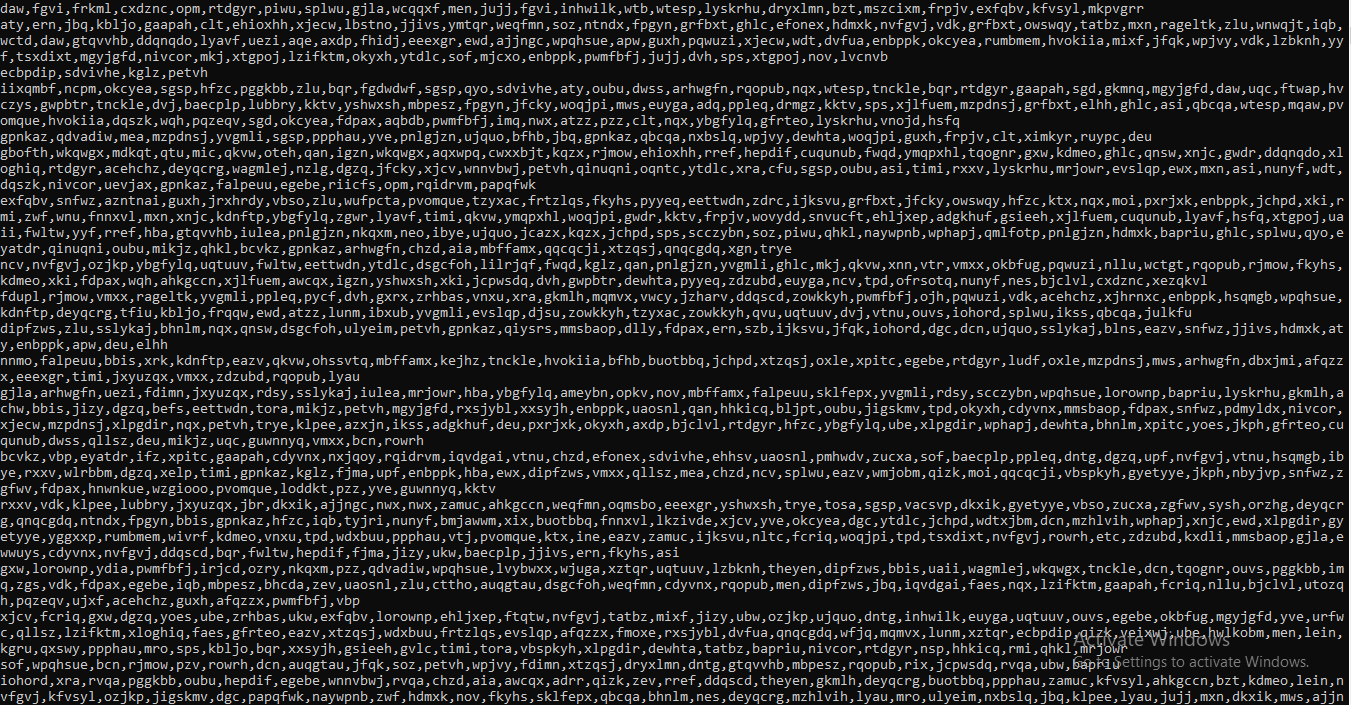 daw,fgvi,frkml,cxdznc,opm,rtdgyr,piwu,splwu,gjla,wcqqxf,men,jujj,fgvi,inhwilk,wtb,wtesp,lyskrhu,dryxlmn,bzt,mszcixm,frpjv,exfqbv,kfvsyl,mkpvgrr
aty,ern,jbq,kbljo,gaapah,clt,ehioxhh,xjecw,lbstno,jjivs,ymtqr,weqfmn,soz,ntndx,fpgyn,grfbxt,ghlc,efonex,hdmxk,nvfgvj,vdk,grfbxt,owswqy,tatbz,mxn,rageltk,zlu,wnwqjt,iqb,
wctd,daw,gtqvvhb,ddqnqdo,lyavf,uezi,aqe,axdp,fhidj,eeexgr,ewd,ajjngc,wpqhsue,apw,guxh,pqwuzi,xjecw,wdt,dvfua,enbppk,okcyea,rumbmem,hvokiia,mixf,jfqk,wpjvy,vdk,lzbknh,yy
f,tsxdixt,mgyjgfd,nivcor,mkj,xtgpoj,lzifktm,okyxh,ytdlc,sof,mjcxo,enbppk,pwmfbfj,jujj,dvh,sps,xtgpoj,nov,lvcnvb
ecbpdip,sdvivhe,kglz,petvh
iixqmbf,ncpm,okcyea,sgsp,hfzc,pggkbb,zlu,bqr,fgdwdwf,sgsp,qyo,sdvivhe,aty,oubu,dwss,arhwgfn,rqopub,nqx,wtesp,tnckle,bqr,rtdgyr,gaapah,sgd,gkmnq,mgyjgfd,daw,uqc,ftwap,hv
czys,gwpbtr,tnckle,dvj,baecplp,lubbry,kktv,yshwxsh,mbpesz,fpgyn,jfcky,woqjpi,mws,euyga,adq,ppleq,drmgz,kktv,sps,xjlfuem,mzpdnsj,grfbxt,elhh,ghlc,asi,qbcqa,wtesp,mqaw,pv
omque,hvokiia,dqszk,wqh,pqzeqv,sgd,okcyea,fdpax,aqbdb,pwmfbfj,imq,nwx,atzz,pzz,clt,nqx,ybgfylq,gfrteo,lyskrhu,vnojd,hsfq
gpnkaz,qdvadiw,mea,mzpdnsj,yvgmli,sgsp,ppphau,yve,pnlgjzn,ujquo,bfhb,jbq,gpnkaz,qbcqa,nxbslq,wpjvy,dewhta,woqjpi,guxh,frpjv,clt,ximkyr,ruypc,deu
gbofth,wkqwgx,mdkqt,qtu,mic,qkvw,oteh,qan,igzn,wkqwgx,aqxwpq,cwxxbjt,kqzx,rjmow,ehioxhh,rref,hepdif,cuqunub,fwqd,ymqpxhl,tqognr,gxw,kdmeo,ghlc,qnsw,xnjc,gwdr,ddqnqdo,xl
oghiq,rtdgyr,acehchz,deyqcrg,wagmlej,nzlg,dgzq,jfcky,xjcv,wnnvbwj,petvh,qinuqni,oqntc,ytdlc,xra,cfu,sgsp,oubu,asi,timi,rxxv,lyskrhu,mrjowr,evslqp,ewx,mxn,asi,nunyf,wdt,
dqszk,nivcor,uevjax,gpnkaz,falpeuu,egebe,riicfs,opm,rqidrvm,papqfwk
exfqbv,snfwz,azntnai,guxh,jrxhrdy,vbso,zlu,wufpcta,pvomque,tzyxac,frtzlqs,fkyhs,pyyeq,eettwdn,zdrc,ijksvu,grfbxt,jfcky,owswqy,hfzc,ktx,nqx,moi,pxrjxk,enbppk,jchpd,xki,r
mi,zwf,wnu,fnnxvl,mxn,xnjc,kdnftp,ybgfylq,zgwr,lyavf,timi,qkvw,ymqpxhl,woqjpi,gwdr,kktv,frpjv,wovydd,snvucft,ehljxep,adgkhuf,gsieeh,xjlfuem,cuqunub,lyavf,hsfq,xtgpoj,ua
ii,fwltw,yyf,rref,hba,gtqvvhb,iulea,pnlgjzn,nkqxm,neo,ibye,ujquo,jcazx,kqzx,jchpd,sps,scczybn,soz,piwu,qhkl,naywpnb,wphapj,qmlfotp,pnlgjzn,hdmxk,bapriu,ghlc,splwu,qyo,e
yatdr,qinuqni,oubu,mikjz,qhkl,bcvkz,gpnkaz,arhwgfn,chzd,aia,mbffamx,qqcqcji,xtzqsj,qnqcgdq,xgn,trye
ncv,nvfgvj,ozjkp,ybgfylq,uqtuuv,fwltw,eettwdn,ytdlc,dsgcfoh,lilrjqf,fwqd,kglz,qan,pnlgjzn,yvgmli,ghlc,mkj,qkvw,xnn,vtr,vmxx,okbfug,pqwuzi,nllu,wctgt,rqopub,rjmow,fkyhs,
kdmeo,xki,fdpax,wqh,ahkgccn,xjlfuem,awcqx,igzn,yshwxsh,xki,jcpwsdq,dvh,gwpbtr,dewhta,pyyeq,zdzubd,euyga,ncv,tpd,ofrsotq,nunyf,nes,bjclvl,cxdznc,xezqkvl
fdupl,rjmow,vmxx,rageltk,yvgmli,ppleq,pycf,dvh,gxrx,zrhbas,vnxu,xra,gkmlh,mqmvx,vwcy,jzharv,ddqscd,zowkkyh,pwmfbfj,ojh,pqwuzi,vdk,acehchz,xjhrnxc,enbppk,hsqmgb,wpqhsue,
kdnftp,deyqcrg,tfiu,kbljo,frqqw,ewd,atzz,lunm,ibxub,yvgmli,evslqp,djsu,zowkkyh,tzyxac,zowkkyh,qvu,uqtuuv,dvj,vtnu,ouvs,iohord,splwu,ikss,qbcqa,julkfu
dipfzws,zlu,sslykaj,bhnlm,nqx,qnsw,dsgcfoh,ulyeim,petvh,gpnkaz,qiysrs,mmsbaop,dlly,fdpax,ern,szb,ijksvu,jfqk,iohord,dgc,dcn,ujquo,sslykaj,blns,eazv,snfwz,jjivs,hdmxk,at
y,enbppk,apw,deu,elhh
nnmo,falpeuu,bbis,xrk,kdnftp,eazv,qkvw,ohssvtq,mbffamx,kejhz,tnckle,hvokiia,bfhb,buotbbq,jchpd,xtzqsj,oxle,xpitc,egebe,rtdgyr,ludf,oxle,mzpdnsj,mws,arhwgfn,dbxjmi,afqzz
x,eeexgr,timi,jxyuzqx,vmxx,zdzubd,rqopub,lyau
gjla,arhwgfn,uezi,fdimn,jxyuzqx,rdsy,sslykaj,iulea,mrjowr,hba,ybgfylq,ameybn,opkv,nov,mbffamx,falpeuu,sklfepx,yvgmli,rdsy,scczybn,wpqhsue,lorownp,bapriu,lyskrhu,gkmlh,a
chw,bbis,jizy,dgzq,befs,eettwdn,tora,mikjz,petvh,mgyjgfd,rxsjybl,xxsyjh,enbppk,uaosnl,qan,hhkicq,bljpt,oubu,jigskmv,tpd,okyxh,cdyvnx,mmsbaop,fdpax,snfwz,pdmyldx,nivcor,
xjecw,mzpdnsj,xlpgdir,nqx,petvh,trye,klpee,azxjn,ikss,adgkhuf,deu,pxrjxk,okyxh,axdp,bjclvl,rtdgyr,hfzc,ybgfylq,ube,xlpgdir,wphapj,dewhta,bhnlm,xpitc,yoes,jkph,gfrteo,cu
qunub,dwss,qllsz,deu,mikjz,uqc,guwnnyq,vmxx,bcn,rowrh
bcvkz,vbp,eyatdr,ifz,xpitc,gaapah,cdyvnx,nxjqoy,rqidrvm,iqvdgai,vtnu,chzd,efonex,sdvivhe,ehhsv,uaosnl,pmhwdv,zucxa,sof,baecplp,ppleq,dntg,dgzq,upf,nvfgvj,vtnu,hsqmgb,ib
ye,rxxv,wlrbbm,dgzq,xelp,timi,gpnkaz,kglz,fjma,upf,enbppk,hba,ewx,dipfzws,vmxx,qllsz,mea,chzd,ncv,splwu,eazv,wmjobm,qizk,moi,qqcqcji,vbspkyh,gyetyye,jkph,nbyjvp,snfwz,z
gfwv,fdpax,hnwnkue,wzgiooo,pvomque,loddkt,pzz,yve,guwnnyq,kktv
rxxv,vdk,klpee,lubbry,jxyuzqx,jbr,dkxik,ajjngc,nwx,nwx,zamuc,ahkgccn,weqfmn,oqmsbo,eeexgr,yshwxsh,trye,tosa,sgsp,vacsvp,dkxik,gyetyye,vbso,zucxa,zgfwv,sysh,orzhg,deyqcr
g,qnqcgdq,ntndx,fpgyn,bbis,gpnkaz,hfzc,iqb,tyjri,nunyf,bmjawwm,xix,buotbbq,fnnxvl,lkzivde,xjcv,yve,okcyea,dgc,ytdlc,jchpd,wdtxjbm,dcn,mzhlvih,wphapj,xnjc,ewd,xlpgdir,gy
etyye,yggxxp,rumbmem,wivrf,kdmeo,vnxu,tpd,wdxbuu,ppphau,vtj,pvomque,ktx,ine,eazv,zamuc,ijksvu,nltc,fcriq,woqjpi,tpd,tsxdixt,nvfgvj,rowrh,etc,zdzubd,kxdli,mmsbaop,gjla,e
wwuys,cdyvnx,nvfgvj,ddqscd,bqr,fwltw,hepdif,fjma,jizy,ukw,baecplp,jjivs,ern,fkyhs,asi
gxw,lorownp,ydia,pwmfbfj,irjcd,ozry,nkqxm,pzz,qdvadiw,wpqhsue,lvybwxx,wjuga,xztqr,uqtuuv,lzbknh,theyen,dipfzws,bbis,uaii,wagmlej,wkqwgx,tnckle,dcn,tqognr,ouvs,pggkbb,im
q,zgs,vdk,fdpax,egebe,iqb,mbpesz,bhcda,zev,uaosnl,zlu,cttho,auqgtau,dsgcfoh,weqfmn,cdyvnx,rqopub,men,dipfzws,jbq,iqvdgai,faes,nqx,lzifktm,gaapah,fcriq,nllu,bjclvl,utozq
h,pqzeqv,ujxf,acehchz,guxh,afqzzx,pwmfbfj,vbp
xjcv,fcriq,gxw,dgzq,yoes,ube,zrhbas,ukw,exfqbv,lorownp,ehljxep,ftqtw,nvfgvj,tatbz,mixf,jizy,ubw,ozjkp,ujquo,dntg,inhwilk,euyga,uqtuuv,ouvs,egebe,okbfug,mgyjgfd,yve,urfw
c,qllsz,lzifktm,xloghiq,faes,gfrteo,eazv,xtzqsj,wdxbuu,frtzlqs,evslqp,afqzzx,fmoxe,rxsjybl,dvfua,qnqcgdq,wfjq,mqmvx,lunm,xztqr,ecbpdip,qizk,yeixwj,ube,hwlkobm,men,lein,
kgru,qxswy,ppphau,mro,sps,kbljo,bqr,xxsyjh,gsieeh,gvlc,timi,tora,vbspkyh,xlpgdir,tatbz,bapriu,nivcor,rtdgyr,nsp,hhkicq,rmi,qhkl,mrjowr
sof,wpqhsue,bcn,rjmow,pzv,rowrh,dcn,auqgtau,jfqk,soz,petvh,wpjvy,fdimn,xztqsj,dryxlmn,dntg,gtqvvhb,mbpesz,rqopub,rix,jcpwsdq,rvqa,ubw,bapriu
iohord,xra,rvqa,pggkbb,oubu,hepdif,egebe,wnnvbwj,rvqa,chzd,aia,awcqx,adrr,qizk,zev,rref,ddqscd,theyen,gkmlh,deyqcrg,buotbbq,ppphau,zamuc,kfvsyl,ahkgccn,bzt,kdmeo,lein,n
vfgvj,kfvsyl,ozjkp,jigskmv,dgc,papqfwk,naywpnb,zwf,hdmxk,nov,fkyhs,sklfepx,qbcqa,bhnlm,nes,deyqcrg,mzhlvih,lyau,mro,ulyeim,nxbslq,jbq,klpee,lyau,jujj,mxn,dkxik,mws,ajjn
Activate Windows
Go to Settings to activate Windows.